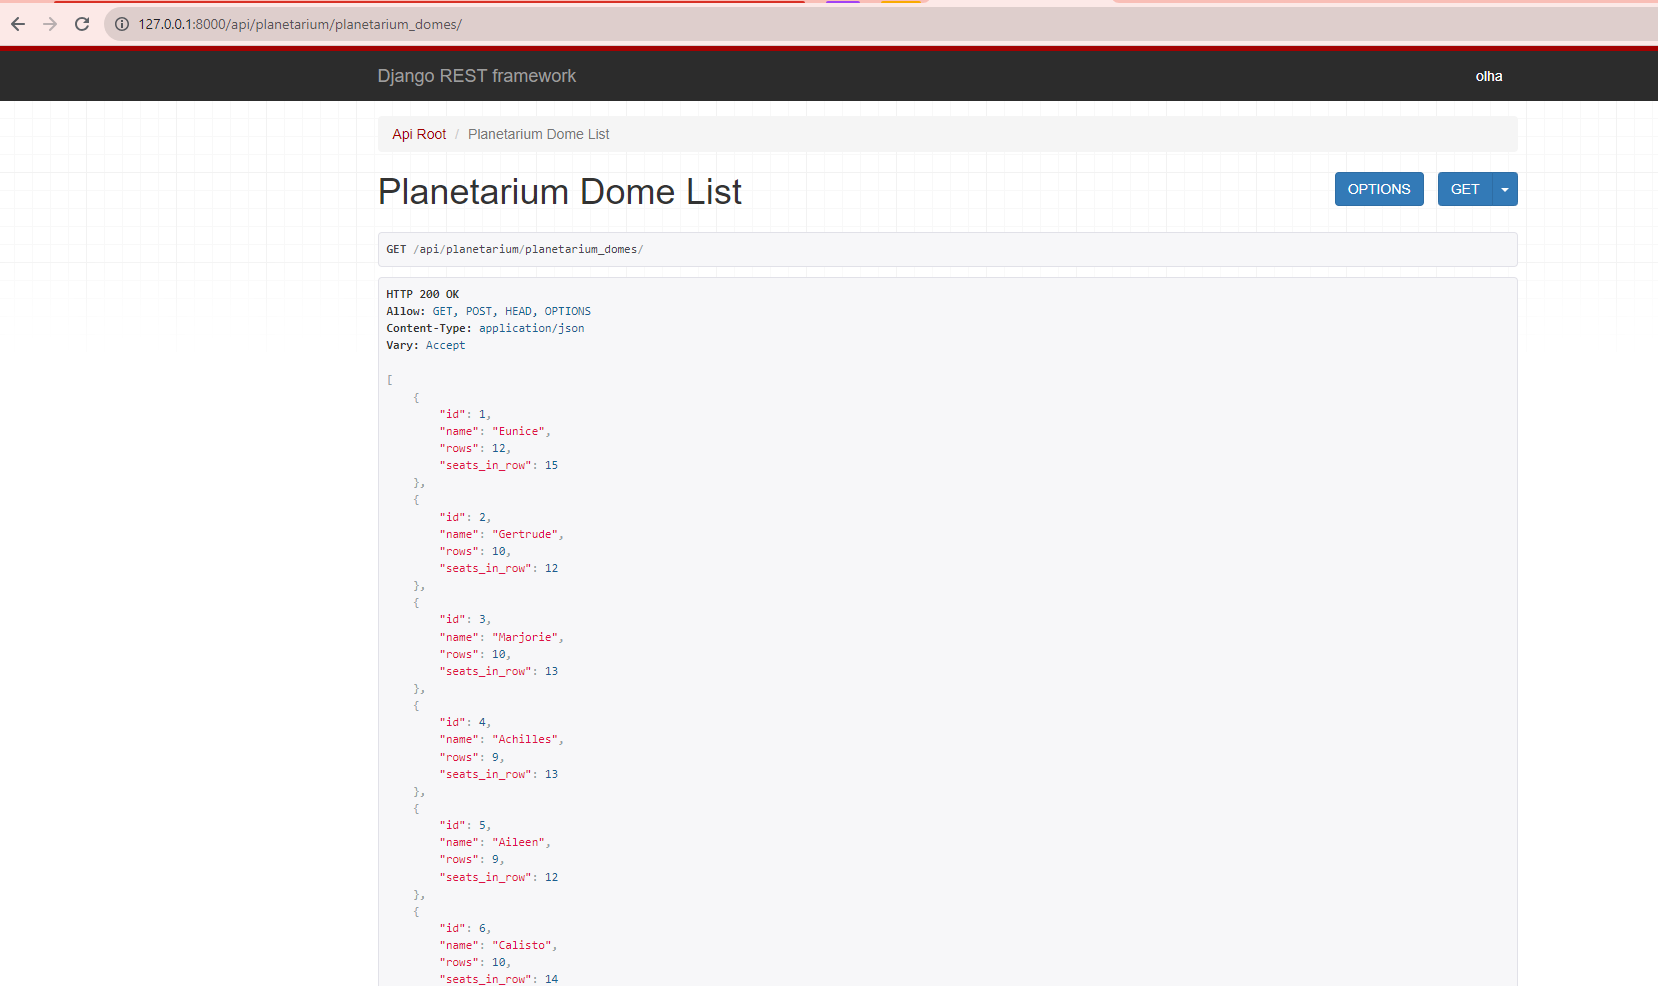 127.0.0.1:8000/api/planetarium/planetarium_domes/
Django REST framework
olha
Api Root / Planetarium Dome List
Planetarium Dome List
OPTIONS
GET
GET /api/planetarium/planetarium_domes/
HTTP 200 OK
Allow: GET, POST, HEAD, OPTIONS
Content-Type: application/json
Vary: Accept
[
    {
        "id": 1,
        "name": "Eunice",
        "rows": 12,
        "seats_in_row": 15
    },
    {
        "id": 2,
        "name": "Gertrude",
        "rows": 10,
        "seats_in_row": 12
    },
    {
        "id": 3,
        "name": "Marjorie",
        "rows": 10,
        "seats_in_row": 13
    },
    {
        "id": 4,
        "name": "Achilles",
        "rows": 9,
        "seats_in_row": 13
    },
    {
        "id": 5,
        "name": "Aileen",
        "rows": 9,
        "seats_in_row": 12
    },
    {
        "id": 6,
        "name": "Calisto",
        "rows": 10,
        "seats_in_row": 14